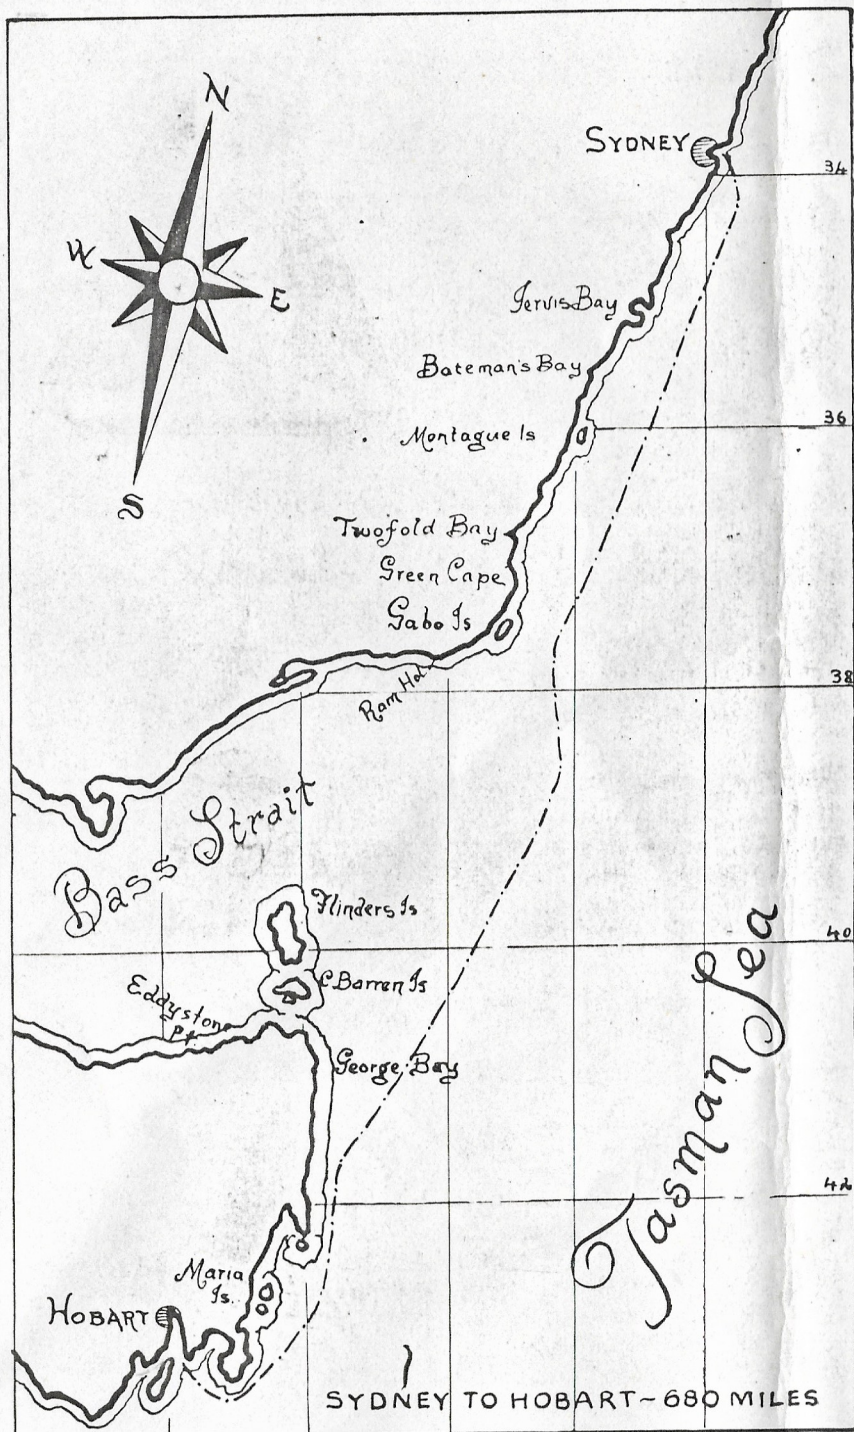 N
SYDNEY
34
W
E
Jervis Bay
Bateman's Bay
36
Montague Is
S
Twofold Bay
Green Cape
Gabo Is
38
Ram Hd.
Bass Strait
Flinders Is
Tasman Sea
40
C Barren Is
Eddyston
Pt.
George Bay
42
Maria
Is.
HOBART
SYDNEY TO HOBART ~ 680 MILES